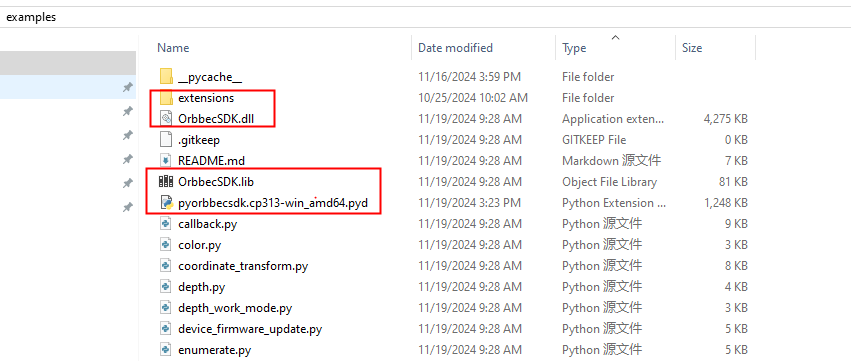 examples
Name Date modified Type Size
__pycache__ 11/16/2024 3:59 PM File folder
extensions 10/25/2024 10:02 AM File folder
OrbbecSDK.dll 11/19/2024 9:28 AM Application exten... 4,275 KB
.gitkeep 11/19/2024 9:28 AM GITKEEP File 0 KB
README.md 11/19/2024 9:28 AM Markdown 源文件 7 KB
OrbbecSDK.lib 11/19/2024 9:28 AM Object File Library 81 KB
pyorbbecsdk.cp313-win_amd64.pyd 11/19/2024 3:23 PM Python Extension ... 1,248 KB
callback.py 11/19/2024 9:28 AM Python 源文件 9 KB
color.py 11/19/2024 9:28 AM Python 源文件 3 KB
coordinate_transform.py 11/19/2024 9:28 AM Python 源文件 8 KB
depth.py 11/19/2024 9:28 AM Python 源文件 4 KB
depth_work_mode.py 11/19/2024 9:28 AM Python 源文件 3 KB
device_firmware_update.py 11/19/2024 9:28 AM Python 源文件 5 KB
enumerate.py 11/19/2024 9:28 AM Python 源文件 5 KB